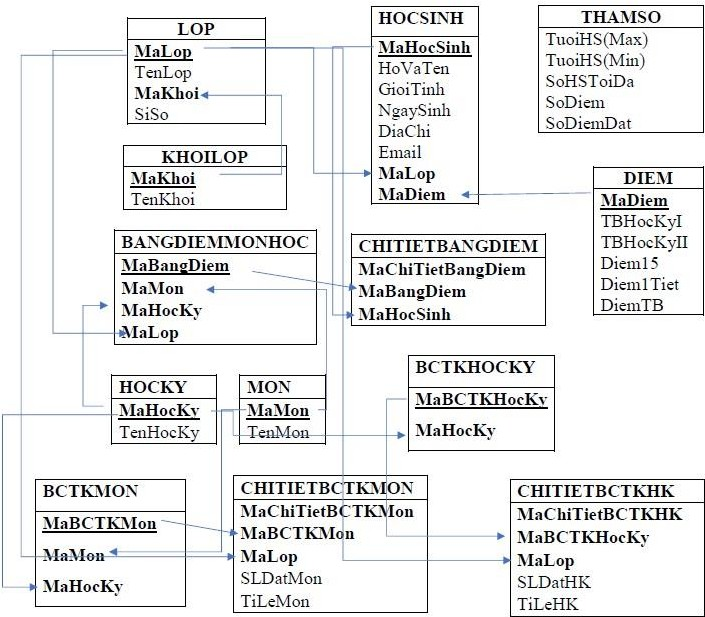 LOP
MaLop
TenLop
MaKhoi
SiSo
HOCSINH
MaHocSinh
HoVaTen
GioiTinh
NgaySinh
DiaChi
Email
MaLop
MaDiem
THAMSO
TuoiHS(Max)
TuoiHS(Min)
SoHSToiDa
SoDiem
SoDiemDat
KHOILOP
MaKhoi
TenKhoi
DIEM
MaDiem
TBHocKyI
TBHocKyII
Diem15
Diem1Tiet
DiemTB
BANGDIEMMONHOC
MaBangDiem
MaMon
MaHocKy
MaLop
CHITIETBANGDIEM
MaChiTietBangDiem
MaBangDiem
MaHocSinh
HOCKY
MaHocKy
TenHocKy
MON
MaMon
TenMon
BCTKHOCKY
MaBCTKHocKy
MaHocKy
BCTKMON
MaBCTKMon
MaMon
MaHocKy
CHITIETBCTKMON
MaChiTietBCTKMon
MaBCTKMon
MaLop
SLDatMon
TiLeMon
CHITIETBCTKHK
MaChiTietBCTKHK
MaBCTKHocKy
MaLop
SLDatHK
TiLeHK